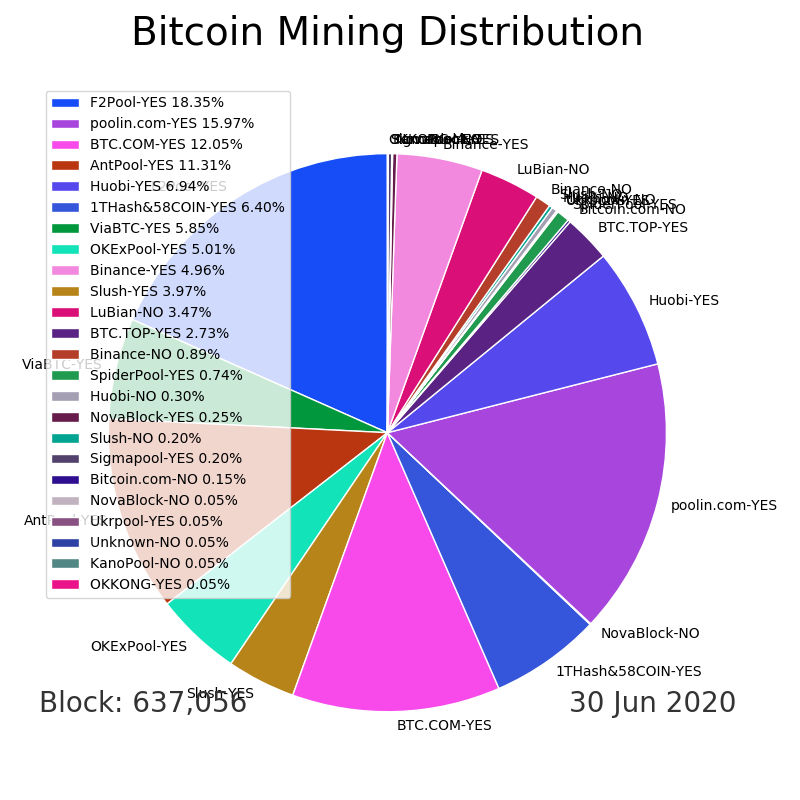 Bitcoin Mining Distribution
F2Pool-YES 18.35%
poolin.com-YES 15.97%
BTC.COM-YES 12.05%
AntPool-YES 11.31%
Huobi-YES 6.94%
1THash&58COIN-YES 6.40%
ViaBTC-YES 5.85%
OKExPool-YES 5.01%
Binance-YES 4.96%
Slush-YES 3.97%
LuBian-NO 3.47%
BTC.TOP-YES 2.73%
Binance-NO 0.89%
SpiderPool-YES 0.74%
Huobi-NO 0.30%
NovaBlock-YES 0.25%
Slush-NO 0.20%
Sigmapool-YES 0.20%
Bitcoin.com-NO 0.15%
NovaBlock-NO 0.05%
Ukrpool-YES 0.05%
Unknown-NO 0.05%
KanoPool-NO 0.05%
OKKONG-YES 0.05%
Binance-YES
LuBian-NO
Binance-NO
Bitcoin.com-NO
BTC.TOP-YES
Huobi-YES
poolin.com-YES
NovaBlock-NO
1THash&58COIN-YES
BTC.COM-YES
Slush-YES
OKExPool-YES
AntPool-YES
ViaBTC-YES
Block: 637,056
30 Jun 2020